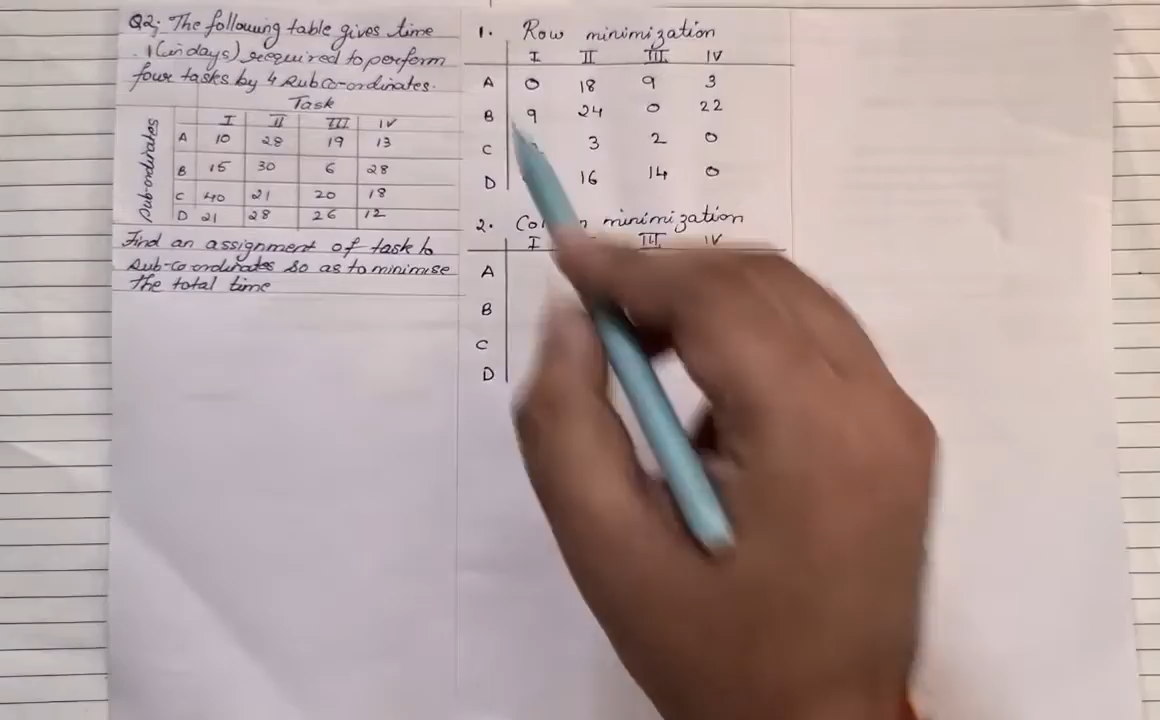 Q2; The following table gives time
(in days) required to perform
four tasks by 4 subco-ordinates.
Task
I II III IV
Sub-ordinates
A 10 28 19 13
B 15 30 6 28
C 40 21 20 18
D 21 28 26 12
Find an assignment of task to
sub-co ordinates so as to minimise
the total time
1. Row minimization
I II III IV
A 0 18 9 3
B 9 24 0 22
C 3 2 0
D 16 14 0
2. minimization
I III IV
A
B
C
D